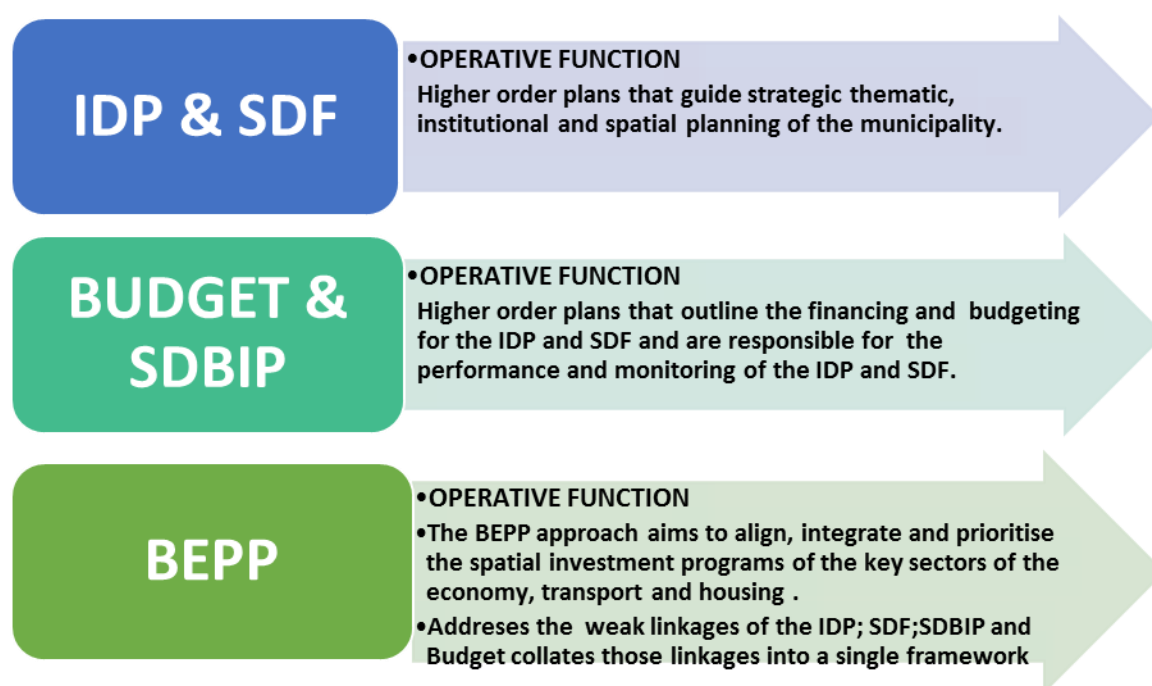 IDP & SDF
•OPERATIVE FUNCTION
Higher order plans that guide strategic thematic,
institutional and spatial planning of the municipality.
BUDGET &
SDBIP
•OPERATIVE FUNCTION
Higher order plans that outline the financing and budgeting
for the IDP and SDF and are responsible for the
performance and monitoring of the IDP and SDF.
BEPP
•OPERATIVE FUNCTION
•The BEPP approach aims to align, integrate and prioritise
the spatial investment programs of the key sectors of the
economy, transport and housing .
•Addreses the weak linkages of the IDP; SDF;SDBIP and
Budget collates those linkages into a single framework